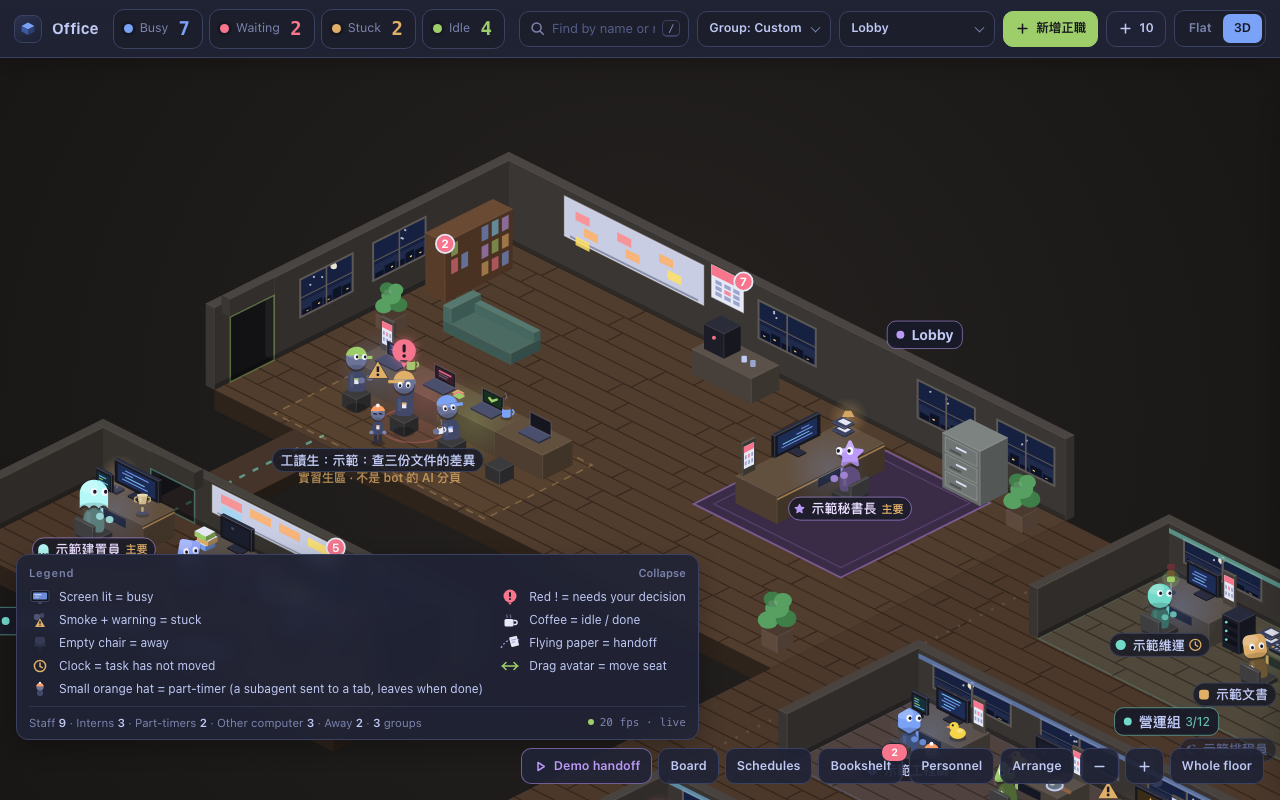 Office
Busy 7
Waiting 2
Stuck 2
Idle 4
Find by name or r /
Group: Custom
Lobby
+ 新增正職
+ 10
Flat
3D
2
7
Lobby
工讀生：示範：查三份文件的差異
實習生區 · 不是 bot 的 AI 分頁
示範秘書長 主要
示範建置員 主要
5
示範維運
示範文書
營運組 3/12
Legend
Collapse
Screen lit = busy
Smoke + warning = stuck
Empty chair = away
Clock = task has not moved
Small orange hat = part-timer (a subagent sent to a tab, leaves when done)
Red ! = needs your decision
Coffee = idle / done
Flying paper = handoff
Drag avatar = move seat
Staff 9 · Interns 3 · Part-timers 2 · Other computer 3 · Away 2 · 3 groups
20 fps · live
Demo handoff
Board
Schedules
Bookshelf
2
Personnel
Arrange
−
+
Whole floor